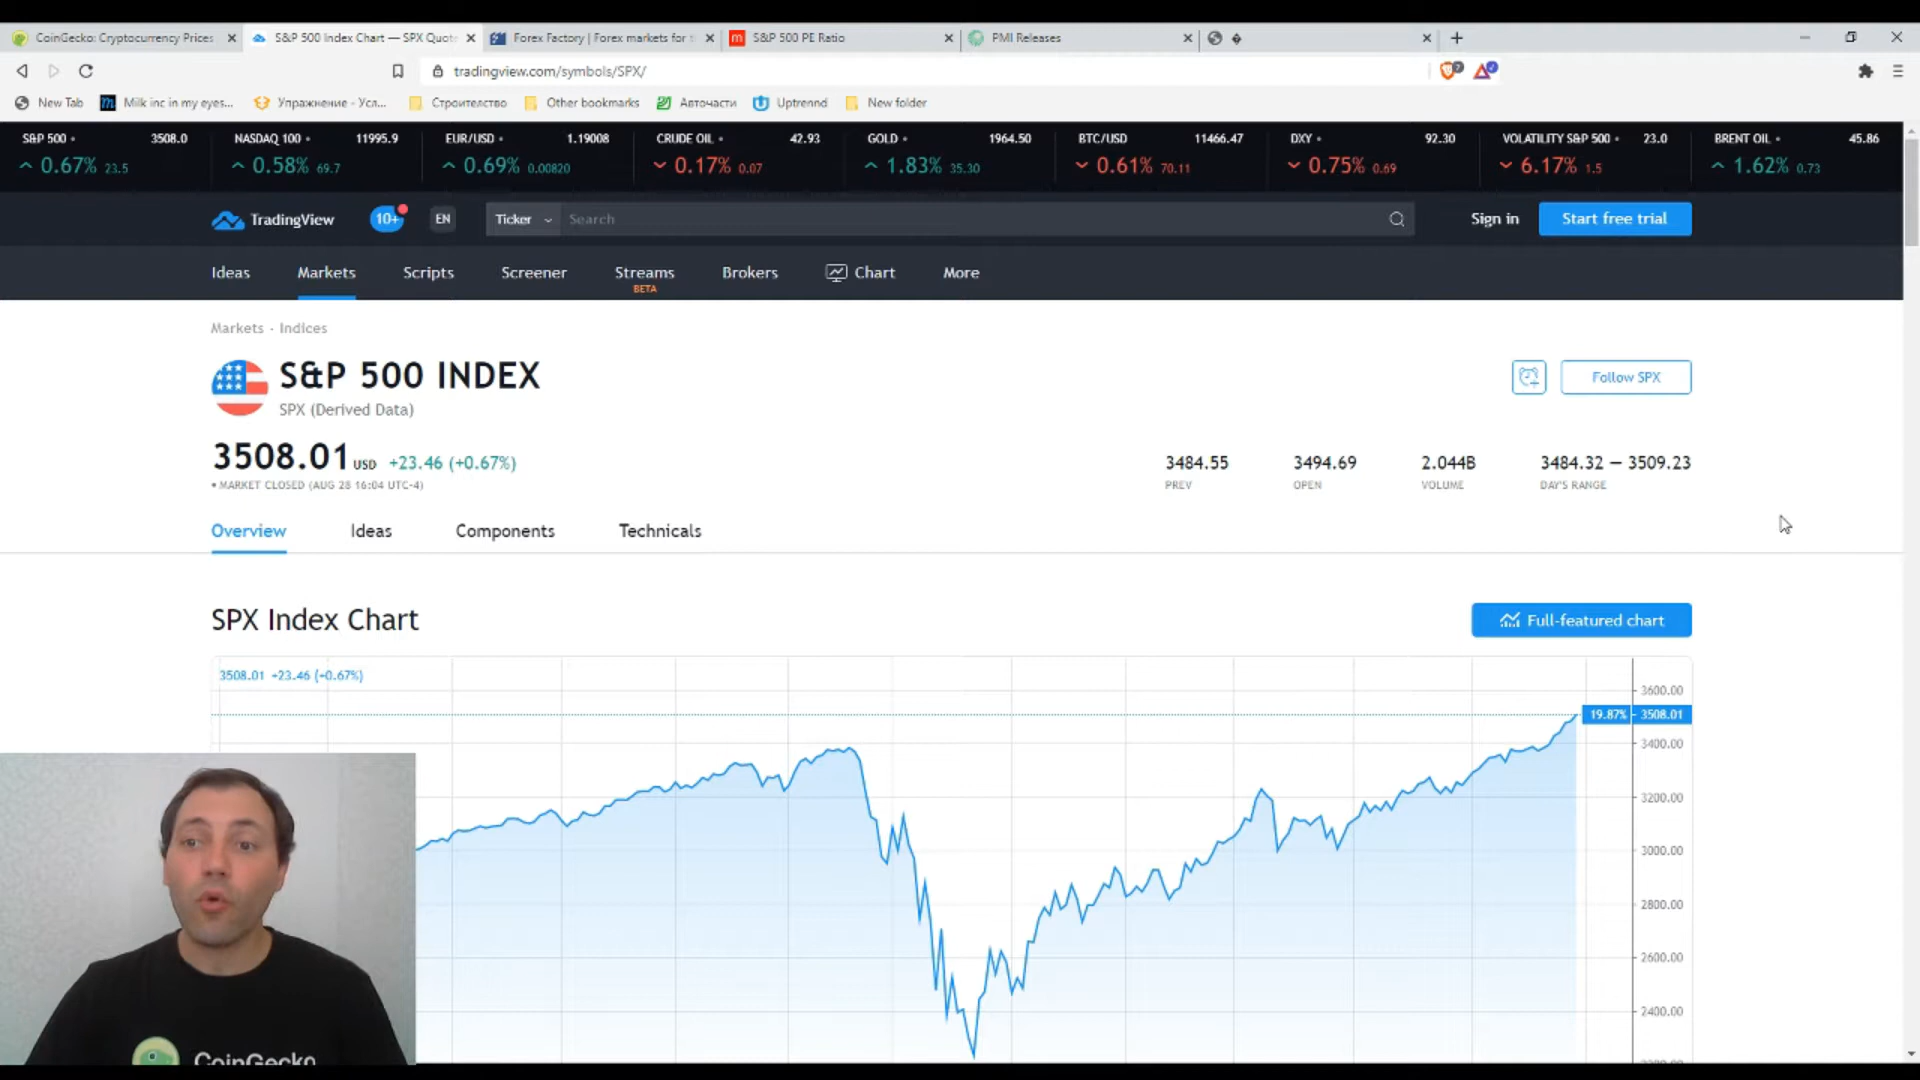 CoinGecko: Cryptocurrency Prices
S&P 500 Index Chart — SPX Quot
Forex Factory | Forex markets for
S&P 500 PE Ratio
PMI Releases
tradingview.com/symbols/SPX/
New Tab
Milk inc in my eyes...
Упражнение - Усл...
Строителство
Other bookmarks
Авточасти
Uptrennd
New folder
S&P 500 3508.0
0.67% 23.5
NASDAQ 100 11995.9
0.58% 69.7
EUR/USD 1.19008
0.69% 0.00820
CRUDE OIL 42.93
0.17% 0.07
GOLD 1964.50
1.83% 35.30
BTC/USD 11466.47
0.61% 70.11
DXY 92.30
0.75% 0.69
VOLATILITY S&P 500 23.0
6.17% 1.5
BRENT OIL 45.86
1.62% 0.73
TradingView
10+
EN
Ticker
Search
Sign in
Start free trial
Ideas
Markets
Scripts
Screener
Streams
BETA
Brokers
Chart
More
Markets - Indices
S&P 500 INDEX
SPX (Derived Data)
Follow SPX
3508.01 USD +23.46 (+0.67%)
• MARKET CLOSED (AUG 28 16:04 UTC-4)
3484.55
PREV
3494.69
OPEN
2.044B
VOLUME
3484.32 — 3509.23
DAY'S RANGE
Overview
Ideas
Components
Technicals
SPX Index Chart
Full-featured chart
3508.01 +23.46 (+0.67%)
3600.00
19.87% 3508.01
3400.00
3200.00
3000.00
2800.00
2600.00
2400.00
CoinGecko